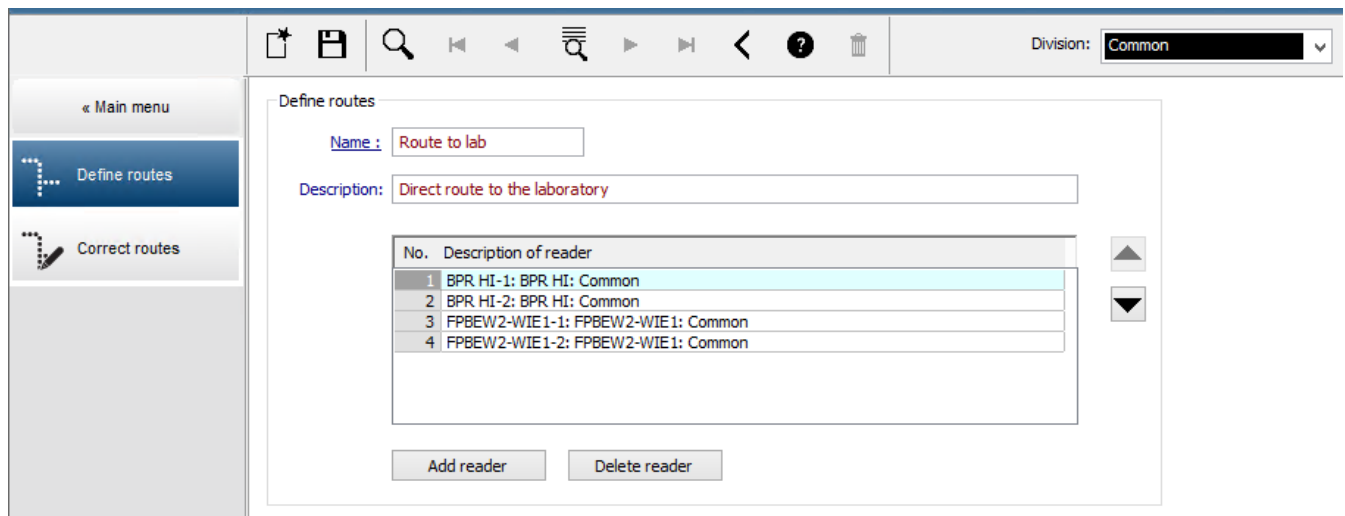 Division: Common
« Main menu
Define routes
Correct routes
Define routes
Name : Route to lab
Description: Direct route to the laboratory
No. Description of reader
1 BPR HI-1: BPR HI: Common
2 BPR HI-2: BPR HI: Common
3 FPBEW2-WIE1-1: FPBEW2-WIE1: Common
4 FPBEW2-WIE1-2: FPBEW2-WIE1: Common
Add reader Delete reader